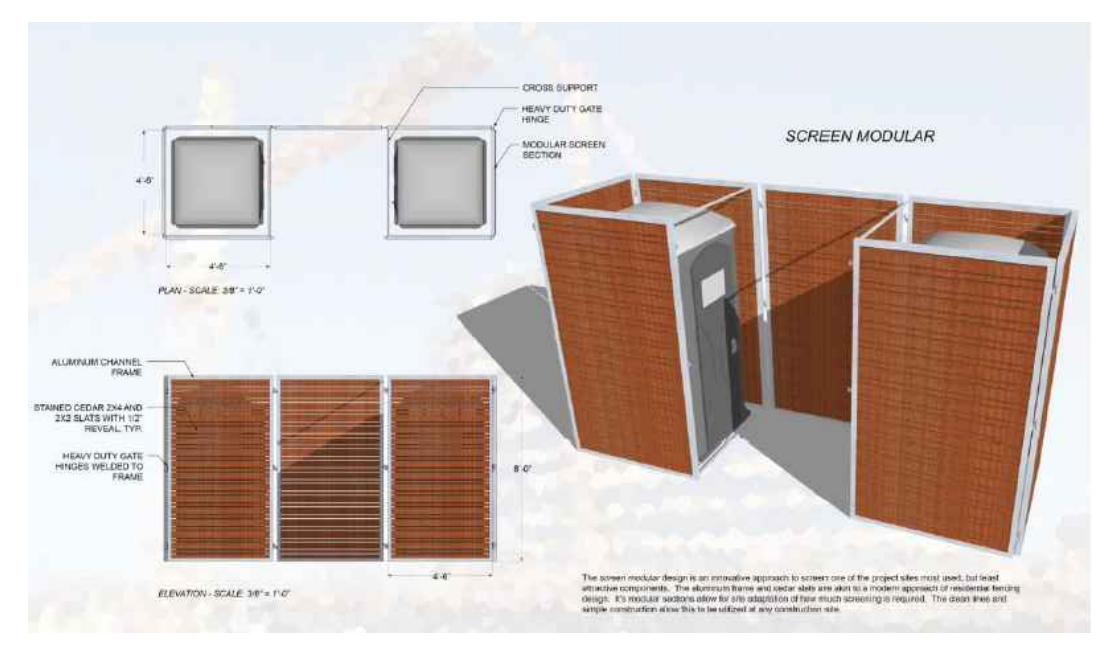 CROSS SUPPORT
HEAVY DUTY GATE
HINGE
MODULAR SCREEN
SECTION
SCREEN MODULAR
4'-6"
4'-6"
PLAN - SCALE: 3/8" = 1'-0"
ALUMINUM CHANNEL
FRAME
STAINED CEDAR 2X4 AND
2X2 SLATS WITH 1/2"
REVEAL, TYP.
HEAVY DUTY GATE
HINGES WELDED TO
FRAME
8'-0"
4'-6"
ELEVATION - SCALE: 3/8" = 1'-0"
The screen modular design is an innovative approach to screen one of the project sites most used, but least
attractive components. The aluminum frame and cedar slats are akin to a modern approach of residential fencing
design. It's modular sections allow for site adaptation of how much screening is required. The clean lines and
simple construction allow this to be utilized at any construction site.